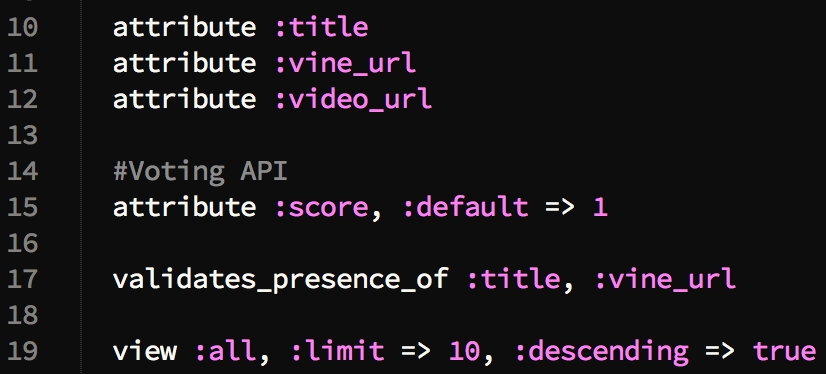 10 attribute :title
11 attribute :vine_url
12 attribute :video_url
13
14 #Voting API
15 attribute :score, :default => 1
16
17 validates_presence_of :title, :vine_url
18
19 view :all, :limit => 10, :descending => true